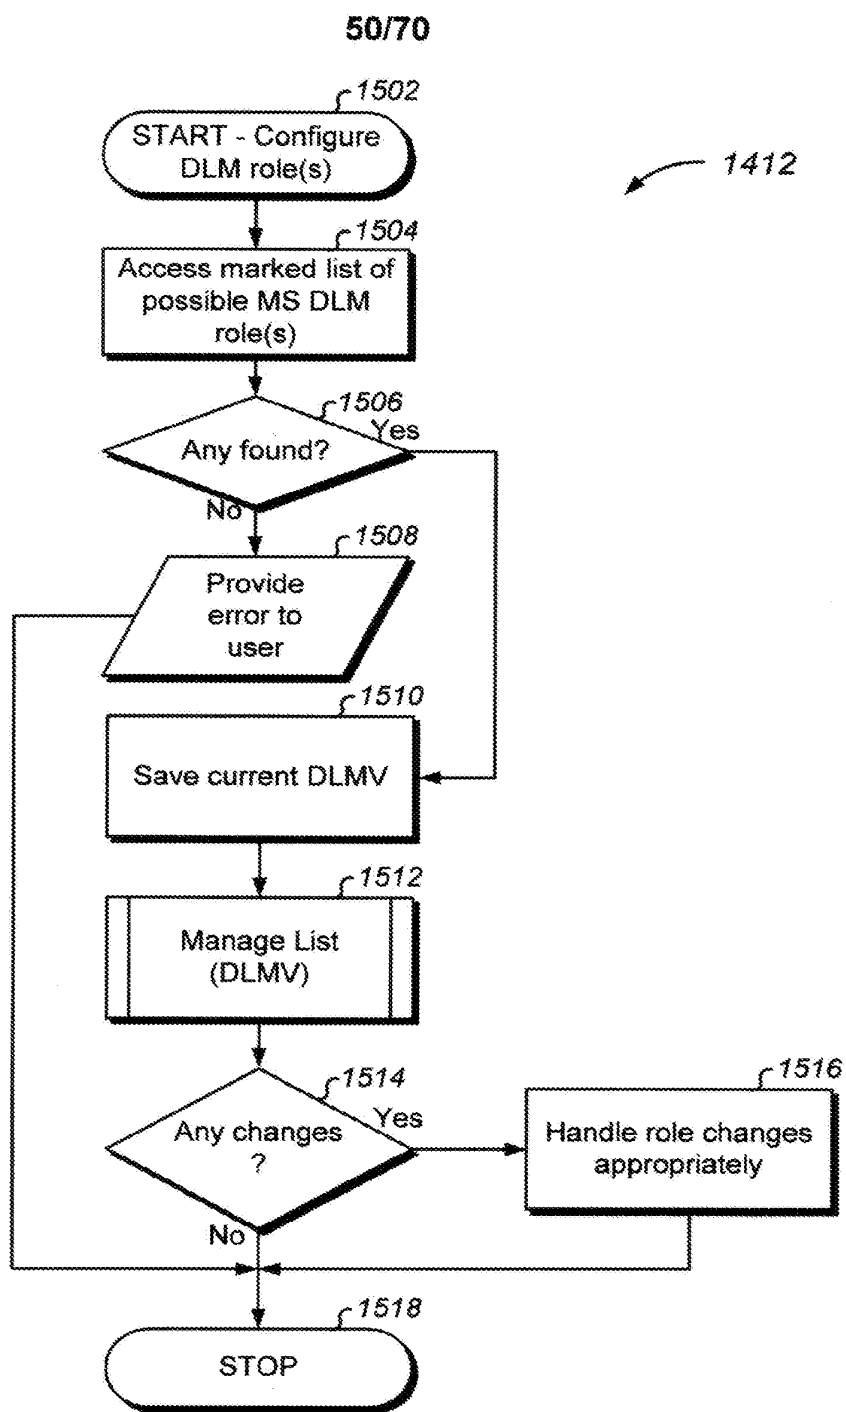 50/70
1502
START - Configure
DLM role(s)
1412
1504
Access marked list of
possible MS DLM
role(s)
1506
Yes
Any found?
No
1508
Provide
error to
user
1510
Save current DLMV
1512
Manage List
(DLMV)
1514
Yes
Any changes
?
No
1516
Handle role changes
appropriately
1518
STOP